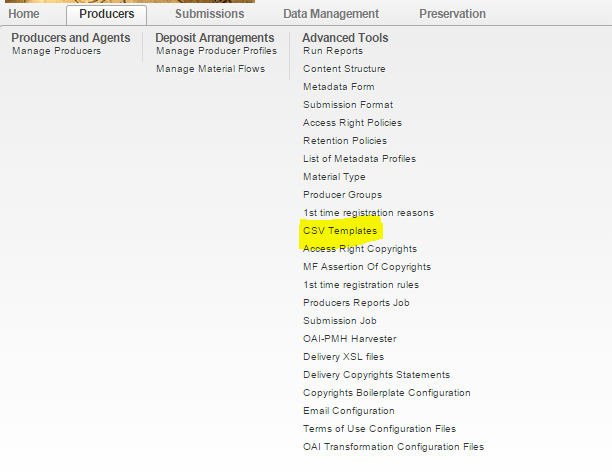 Home Producers Submissions Data Management Preservation
Producers and Agents
Manage Producers
Deposit Arrangements
Manage Producer Profiles
Manage Material Flows
Advanced Tools
Run Reports
Content Structure
Metadata Form
Submission Format
Access Right Policies
Retention Policies
List of Metadata Profiles
Material Type
Producer Groups
1st time registration reasons
CSV Templates
Access Right Copyrights
MF Assertion Of Copyrights
1st time registration rules
Producers Reports Job
Submission Job
OAI-PMH Harvester
Delivery XSL files
Delivery Copyrights Statements
Copyrights Boilerplate Configuration
Email Configuration
Terms of Use Configuration Files
OAI Transformation Configuration Files